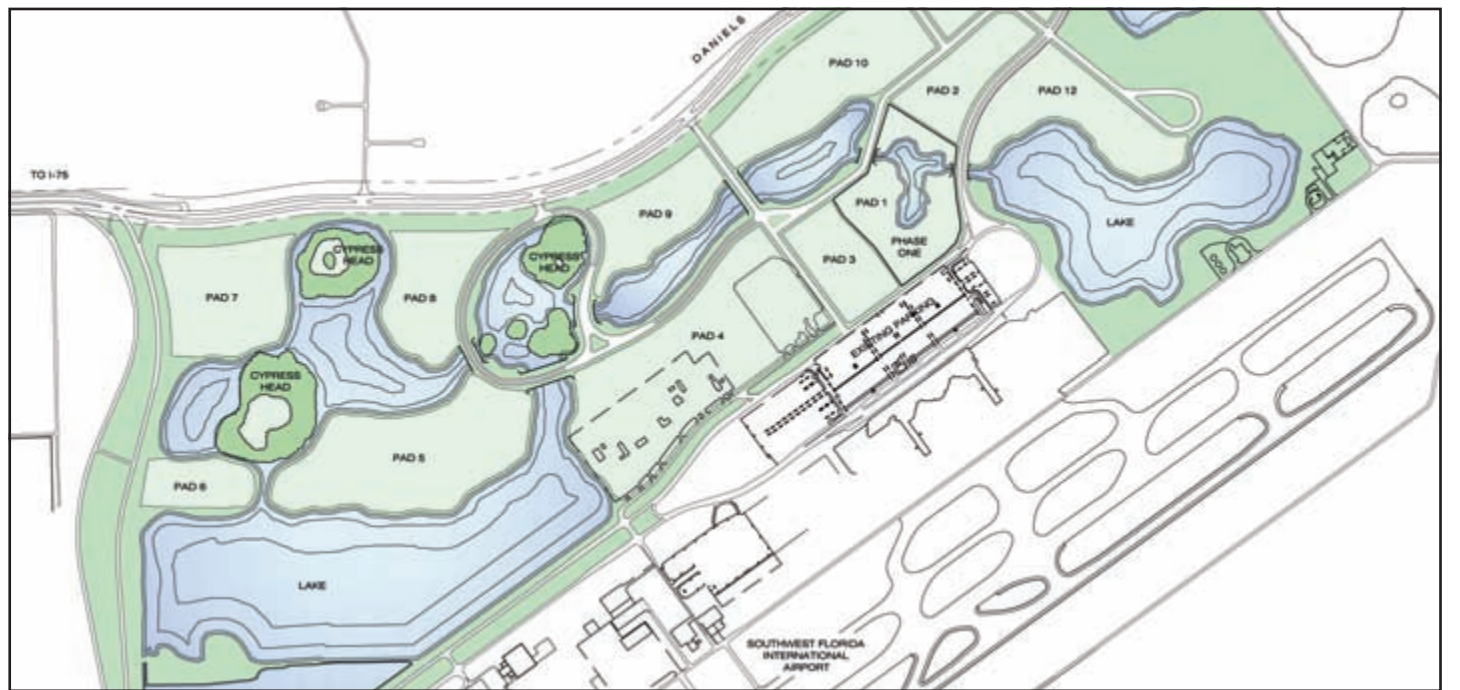 DANIELS
PAD 10
PAD 2
PAD 12
TO I-75
PAD 9
PAD 1
LAKE
CYPRESS
HEAD
CYPRESS
HEAD
PHASE
ONE
PAD 3
PAD 7
PAD 8
EXISTING PARKING
PAD 4
CYPRESS
HEAD
PAD 5
PAD 6
LAKE
SOUTHWEST FLORIDA
INTERNATIONAL
AIRPORT